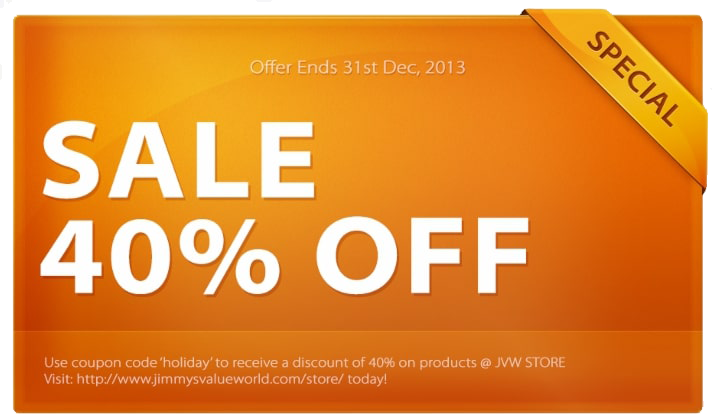 Offer Ends 31st Dec, 2013
SPECIAL
SALE
40% OFF
Use coupon code 'holiday' to receive a discount of 40% on products @ JVW STORE
Visit: http://www.jimmysvalueworld.com/store/ today!